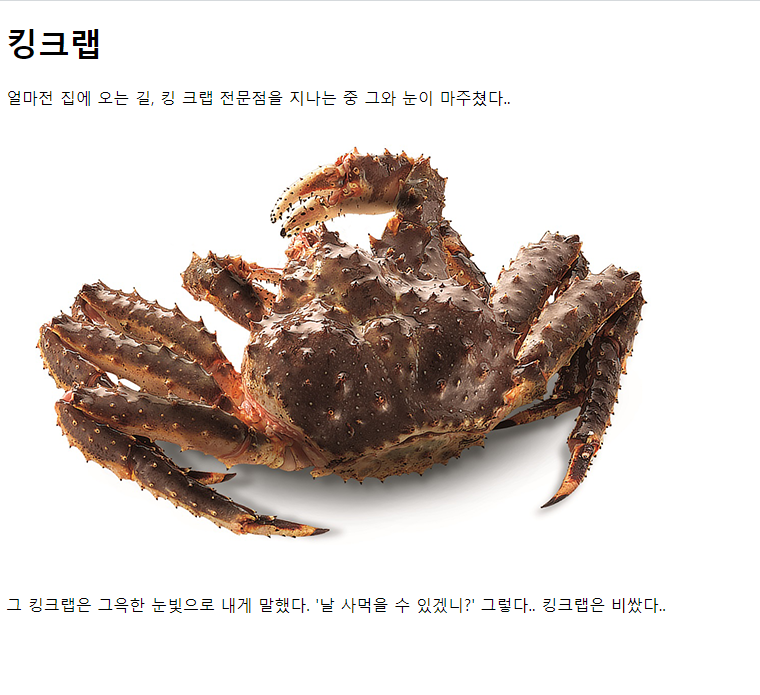 킹크랩
얼마전 집에 오는 길, 킹 크랩 전문점을 지나는 중 그와 눈이 마주쳤다..
그 킹크랩은 그윽한 눈빛으로 내게 말했다. '날 사먹을 수 있겠니?' 그렇다.. 킹크랩은 비쌌다..